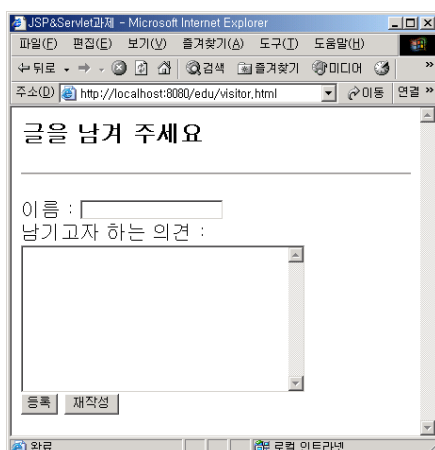 JSP&Servlet과제 - Microsoft Internet Explorer
파일(F) 편집(E) 보기(V) 즐겨찾기(A) 도구(T) 도움말(H)
뒤로 검색 즐겨찾기 미디어 »
주소(D) http://localhost:8080/edu/visitor.html 이동 연결 »
글을 남겨 주세요
이름 :
남기고자 하는 의견 :
등록 재작성
완료 로컬 인트라넷